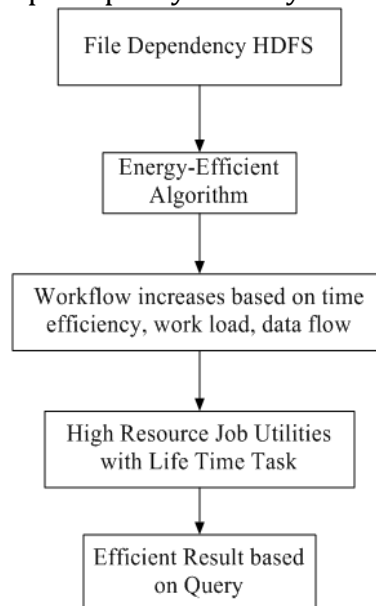 File Dependency HDFS
Energy-Efficient
Algorithm
Workflow increases based on time
efficiency, work load, data flow
High Resource Job Utilities
with Life Time Task
Efficient Result based
on Query